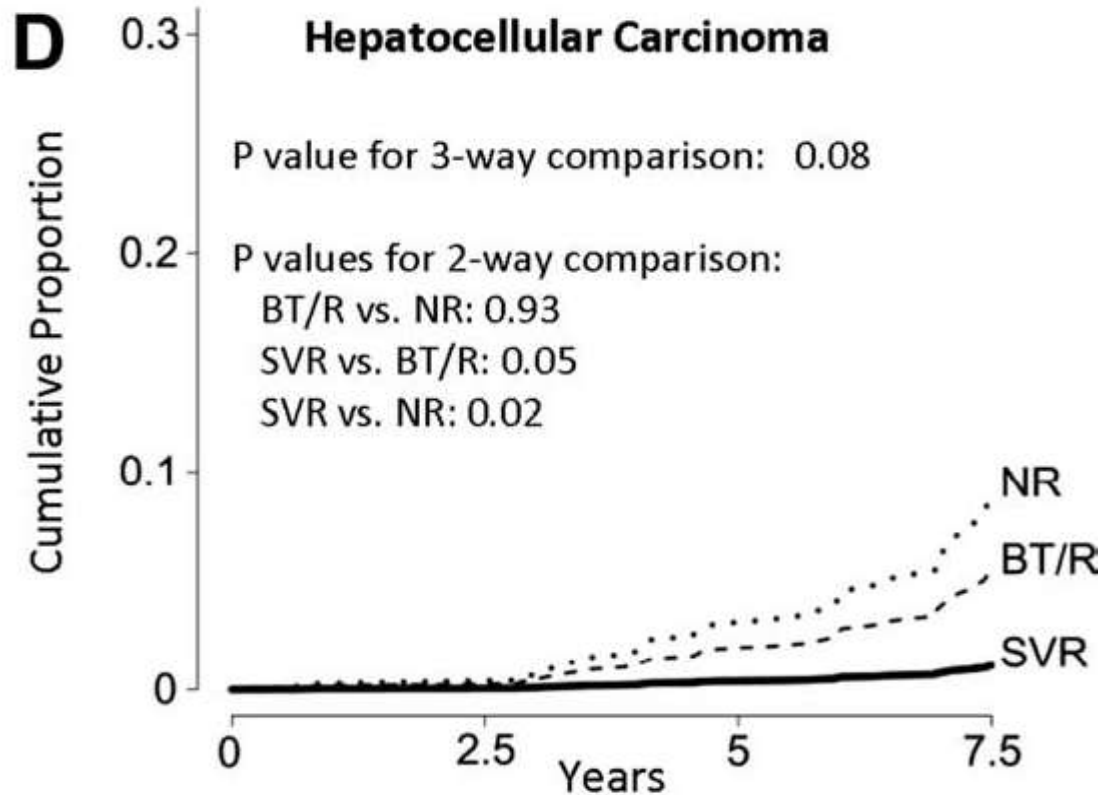 D
Hepatocellular Carcinoma
0.3
P value for 3-way comparison: 0.08
0.2
P values for 2-way comparison:
BT/R vs. NR: 0.93
SVR vs. BT/R: 0.05
SVR vs. NR: 0.02
Cumulative Proportion
0.1
NR
BT/R
SVR
0
0
2.5
5
7.5
Years